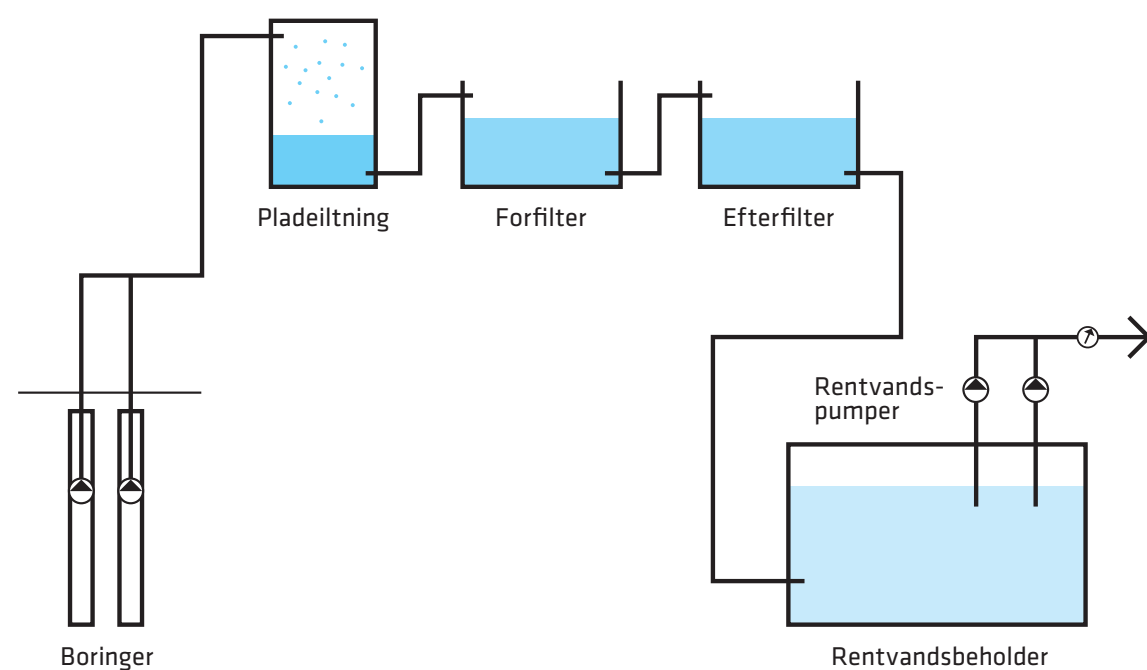 Pladeiltning
Forfilter
Efterfilter
Rentvands-
pumper
Boringer
Rentvandsbeholder